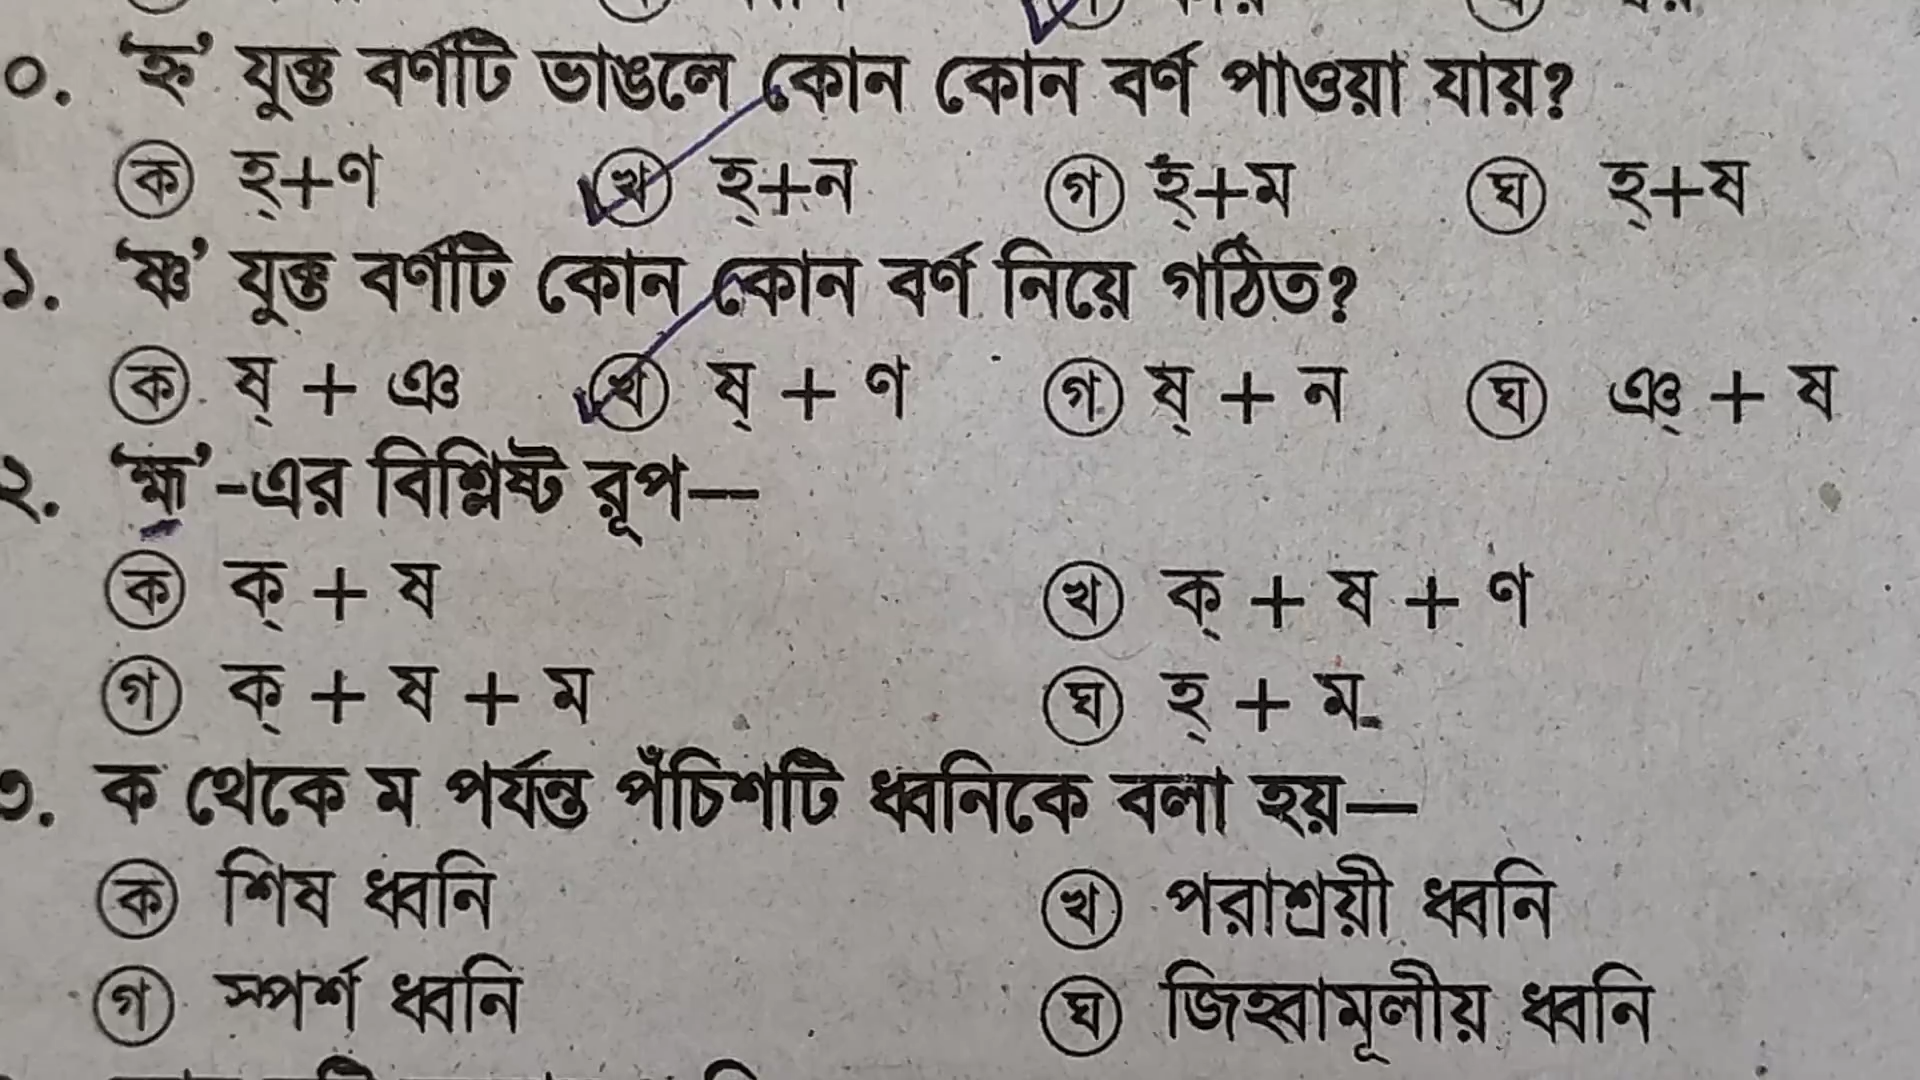 ০. 'হ্ন' যুক্ত বর্ণটি ভাঙলে কোন কোন বর্ণ পাওয়া যায়?
ক হ্+ণ খ হ্+ন গ হ্+ম ঘ হ্+ষ
১. 'ষ্ণ' যুক্ত বর্ণটি কোন কোন বর্ণ নিয়ে গঠিত?
ক ষ্ + ঞ খ ষ্ + ণ গ ষ্ + ন ঘ ঞ্ + ষ
২. 'হ্ম'-এর বিশ্লিষ্ট রূপ—
ক ক্ + ষ খ ক্ + ষ + ণ
গ ক্ + ষ + ম ঘ হ্ + ম
৩. ক থেকে ম পর্যন্ত পঁচিশটি ধ্বনিকে বলা হয়—
ক শিষ ধ্বনি খ পরাশ্রয়ী ধ্বনি
গ স্পর্শ ধ্বনি ঘ জিহ্বামূলীয় ধ্বনি